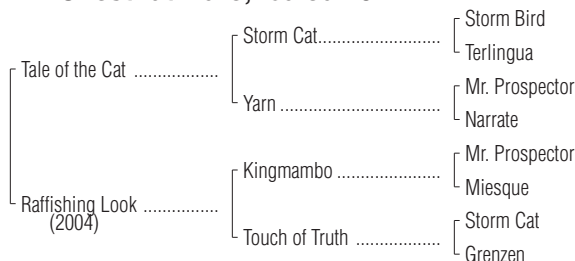 Storm Bird
Storm Cat
Terlingua
Tale of the Cat
Mr. Prospector
Yarn
Narrate
Mr. Prospector
Kingmambo
Miesque
Raffishing Look
(2004)
Storm Cat
Touch of Truth
Grenzen